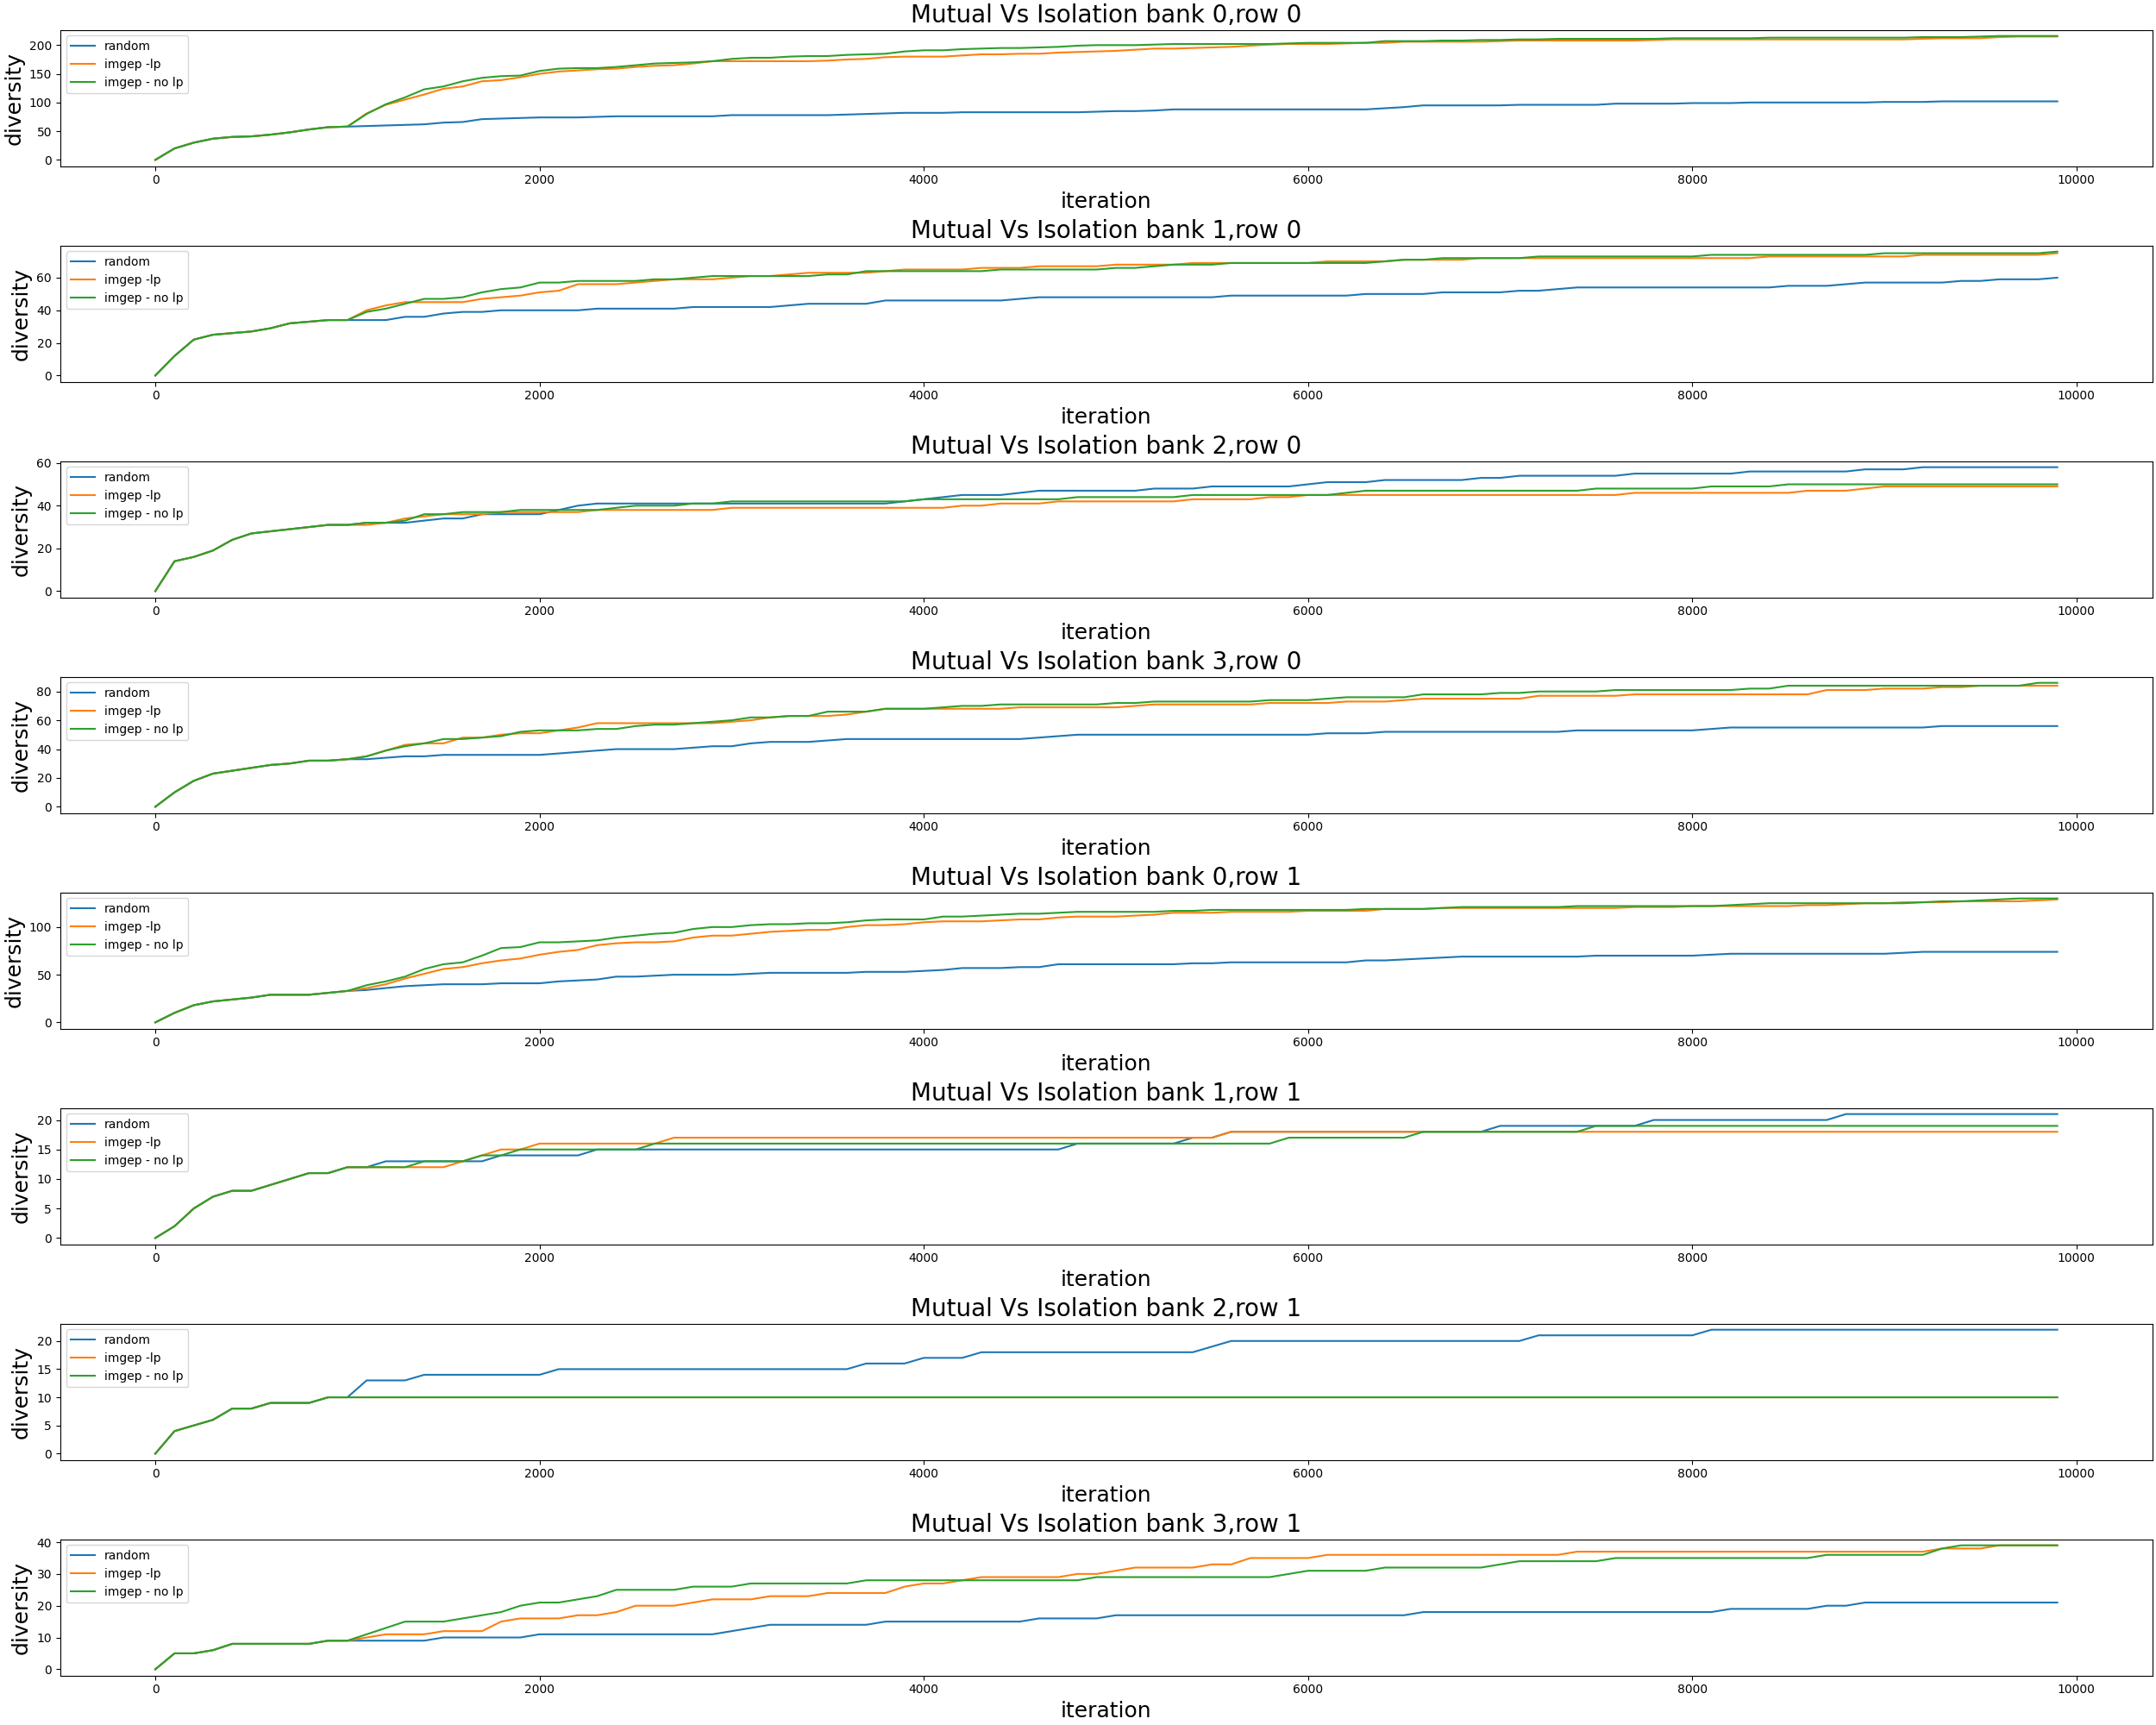 Mutual Vs Isolation bank 0,row 0
diversity
200
150
100
50
0
random
imgep -lp
imgep - no lp
0 2000 4000 6000 8000 10000
iteration
Mutual Vs Isolation bank 1,row 0
diversity
60
40
20
0
random
imgep -lp
imgep - no lp
0 2000 4000 6000 8000 10000
iteration
Mutual Vs Isolation bank 2,row 0
diversity
60
40
20
0
random
imgep -lp
imgep - no lp
0 2000 4000 6000 8000 10000
iteration
Mutual Vs Isolation bank 3,row 0
diversity
80
60
40
20
0
random
imgep -lp
imgep - no lp
0 2000 4000 6000 8000 10000
iteration
Mutual Vs Isolation bank 0,row 1
diversity
100
50
0
random
imgep -lp
imgep - no lp
0 2000 4000 6000 8000 10000
iteration
Mutual Vs Isolation bank 1,row 1
diversity
20
15
10
5
0
random
imgep -lp
imgep - no lp
0 2000 4000 6000 8000 10000
iteration
Mutual Vs Isolation bank 2,row 1
diversity
20
15
10
5
0
random
imgep -lp
imgep - no lp
0 2000 4000 6000 8000 10000
iteration
Mutual Vs Isolation bank 3,row 1
diversity
40
30
20
10
0
random
imgep -lp
imgep - no lp
0 2000 4000 6000 8000 10000
iteration